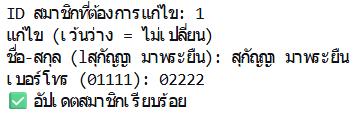 ID สมาชิกที่ต้องการแก้ไข: 1
แก้ไข (เว้นว่าง = ไม่เปลี่ยน)
ชื่อ-สกุล (lสุกัญญา มาพระยืน): สุกัญญา มาพระยืน
เบอร์โทร (01111): 02222
✅ อัปเดตสมาชิกเรียบร้อย